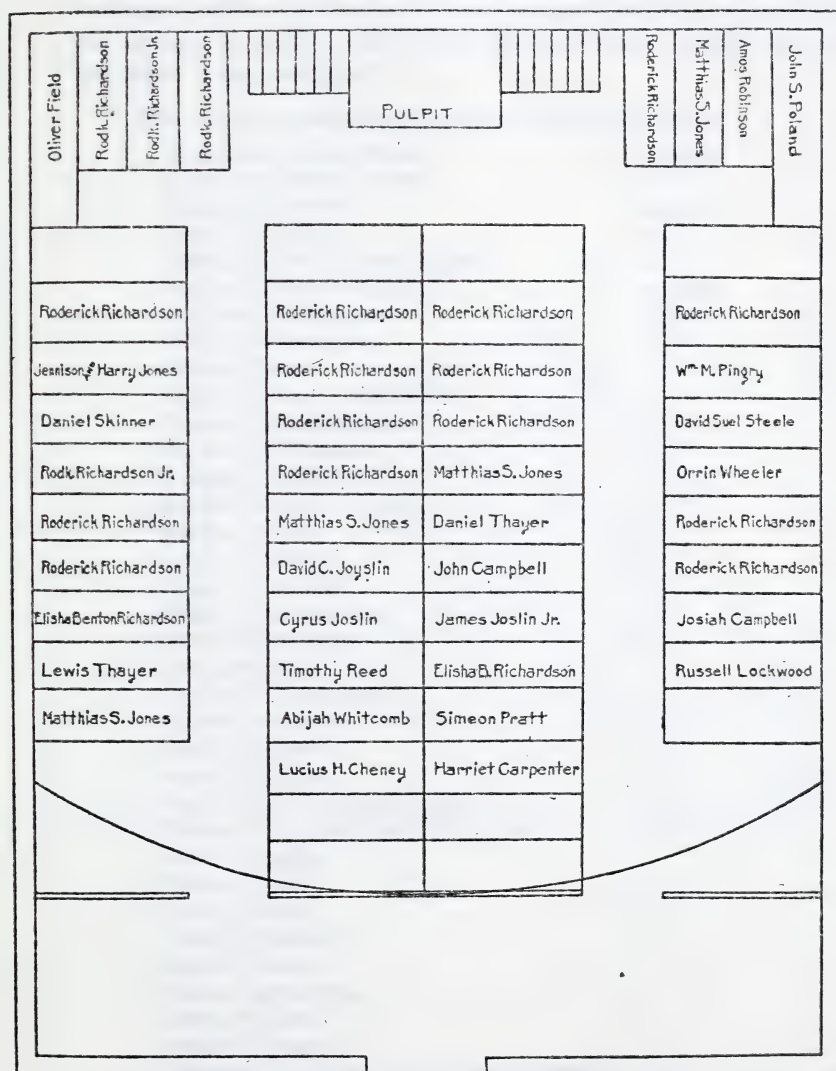 Oliver Field
Rodk. Richardson
Rodk. Richardson Jr.
Rodk. Richardson
PULPIT
Roderick Richardson
Matthias S. Jones
Amos Robinson
John S. Poland
Roderick Richardson
Jennison & Harry Jones
Daniel Skinner
Rodk. Richardson Jr.
Roderick Richardson
Roderick Richardson
Elisha Benton Richardson
Lewis Thayer
Matthias S. Jones
Roderick Richardson
Roderick Richardson
Roderick Richardson
Roderick Richardson
Matthias S. Jones
David C. Joyslin
Cyrus Joslin
Timothy Reed
Abijah Whitcomb
Lucius H. Cheney
Roderick Richardson
Roderick Richardson
Roderick Richardson
Matthias S. Jones
Daniel Thayer
John Campbell
James Joslin Jr.
Elisha B. Richardson
Simeon Pratt
Harriet Carpenter
Roderick Richardson
Wm M. Pingry
David Suel Steele
Orrin Wheeler
Roderick Richardson
Roderick Richardson
Josiah Campbell
Russell Lockwood